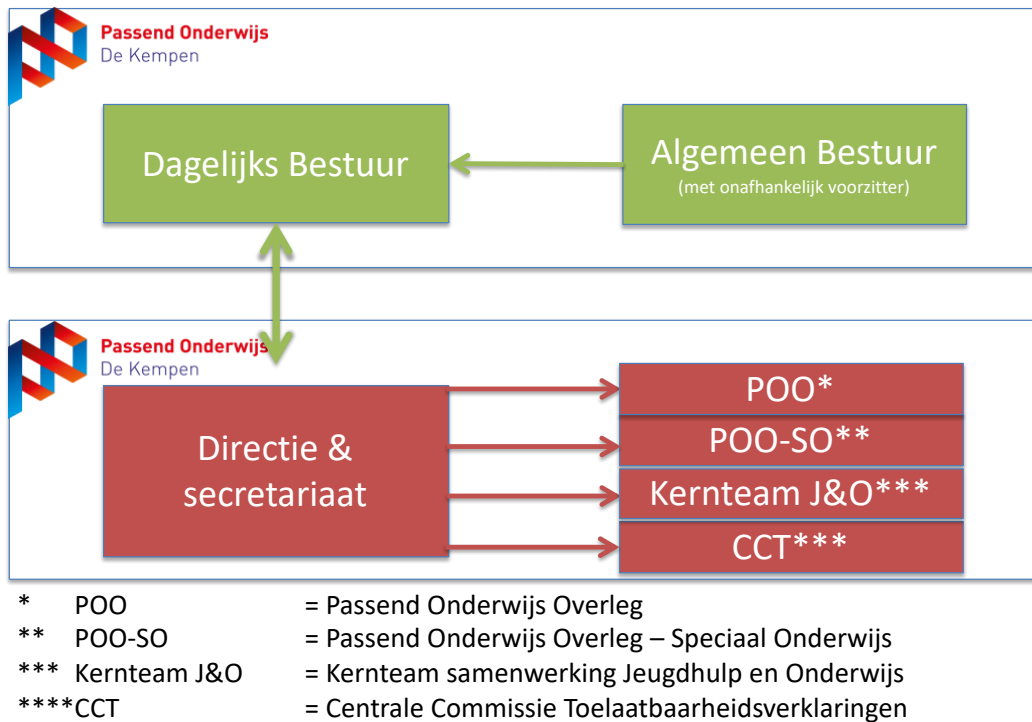 Passend Onderwijs
De Kempen
Dagelijks Bestuur
Algemeen Bestuur
(met onafhankelijk voorzitter)
Passend Onderwijs
De Kempen
Directie &
secretariaat
POO*
POO-SO**
Kernteam J&O***
CCT***
* POO = Passend Onderwijs Overleg
** POO-SO = Passend Onderwijs Overleg – Speciaal Onderwijs
*** Kernteam J&O = Kernteam samenwerking Jeugdhulp en Onderwijs
****CCT = Centrale Commissie Toelaatbaarheidsverklaringen